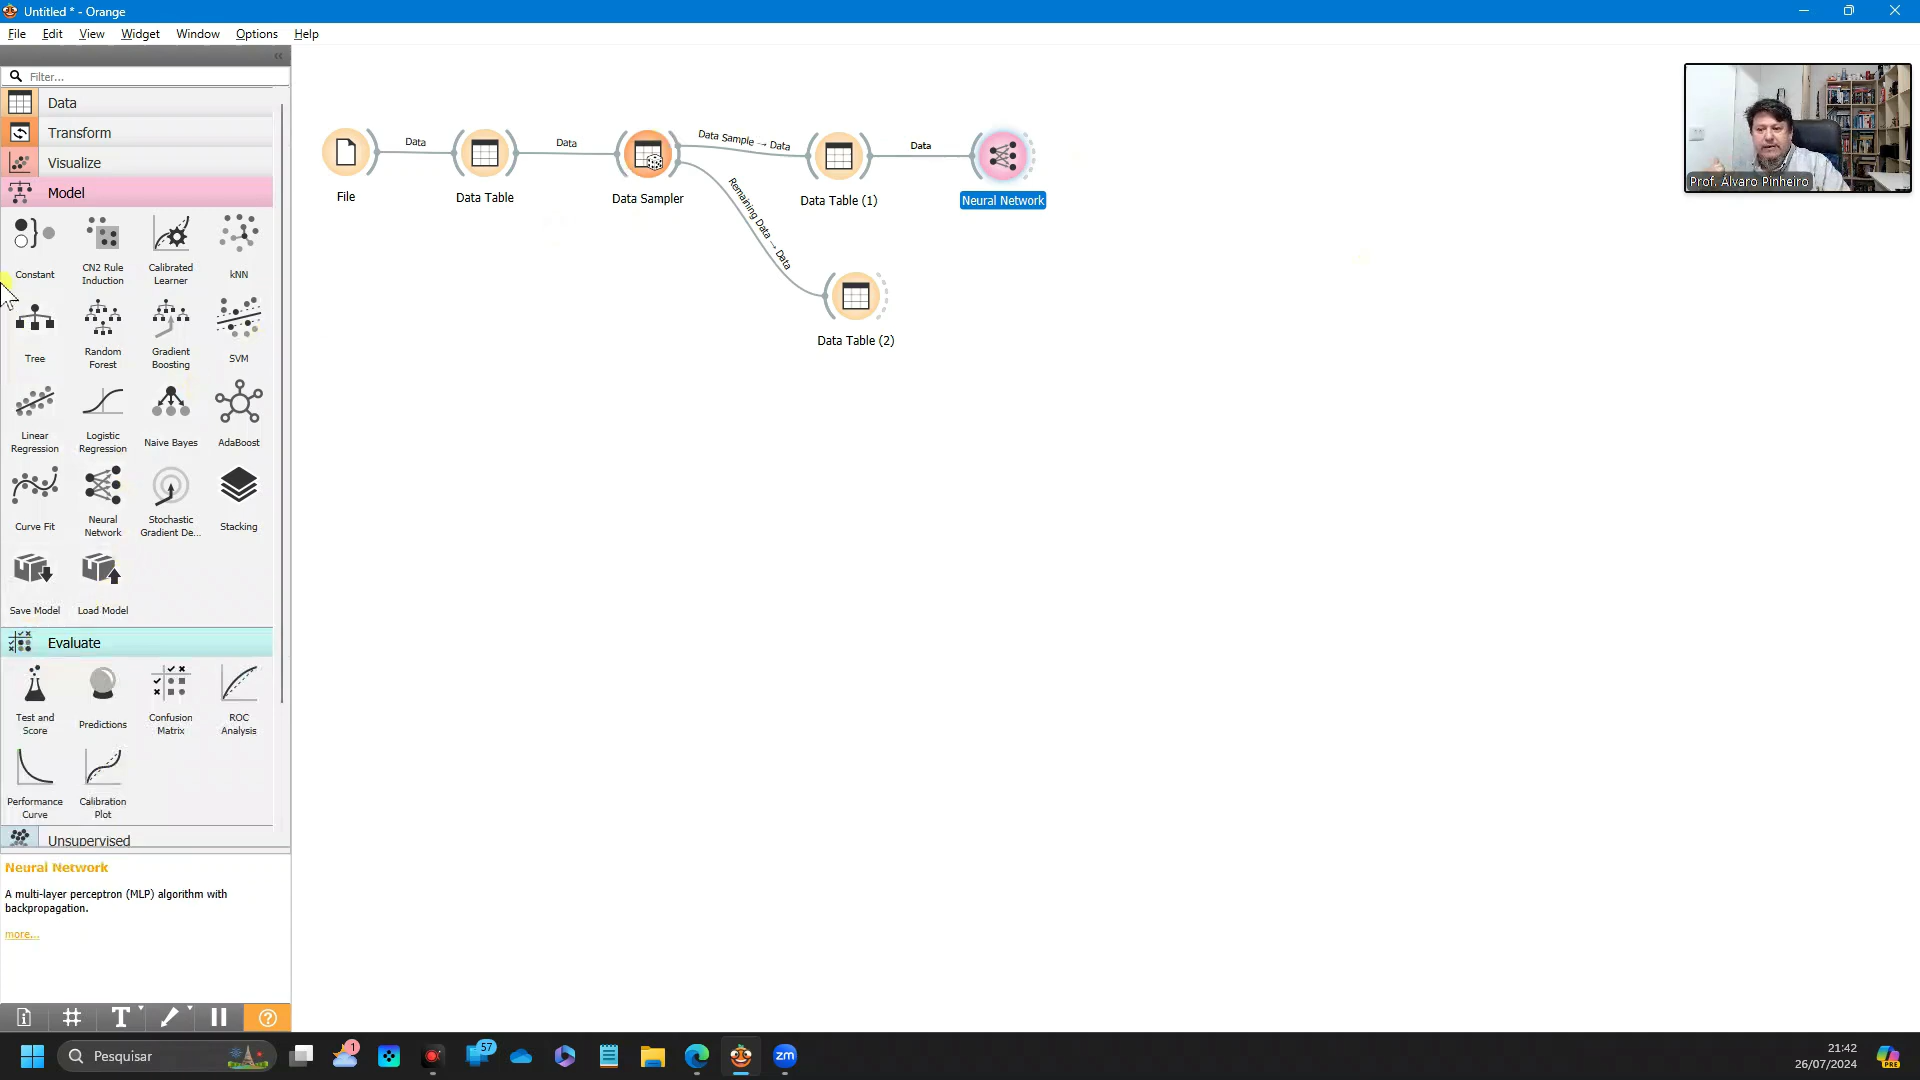 Untitled * - Orange
File Edit View Widget Window Options Help
Filter...
Data
Transform
Visualize
Model
Constant
CN2 Rule
Induction
Calibrated
Learner
kNN
Tree
Random
Forest
Gradient
Boosting
SVM
Linear
Regression
Logistic
Regression
Naive Bayes
AdaBoost
Curve Fit
Neural
Network
Stochastic
Gradient De...
Stacking
Save Model
Load Model
Evaluate
Test and
Score
Predictions
Confusion
Matrix
ROC
Analysis
Performance
Curve
Calibration
Plot
Unsupervised
Neural Network
A multi-layer perceptron (MLP) algorithm with
backpropagation.
more...
File
Data
Data Table
Data
Data Sampler
Data Sample → Data
Remaining Data → Data
Data Table (1)
Data
Neural Network
Data Table (2)
Prof. Álvaro Pinheiro
Pesquisar
1
57
zm
21:42
26/07/2024
PRE